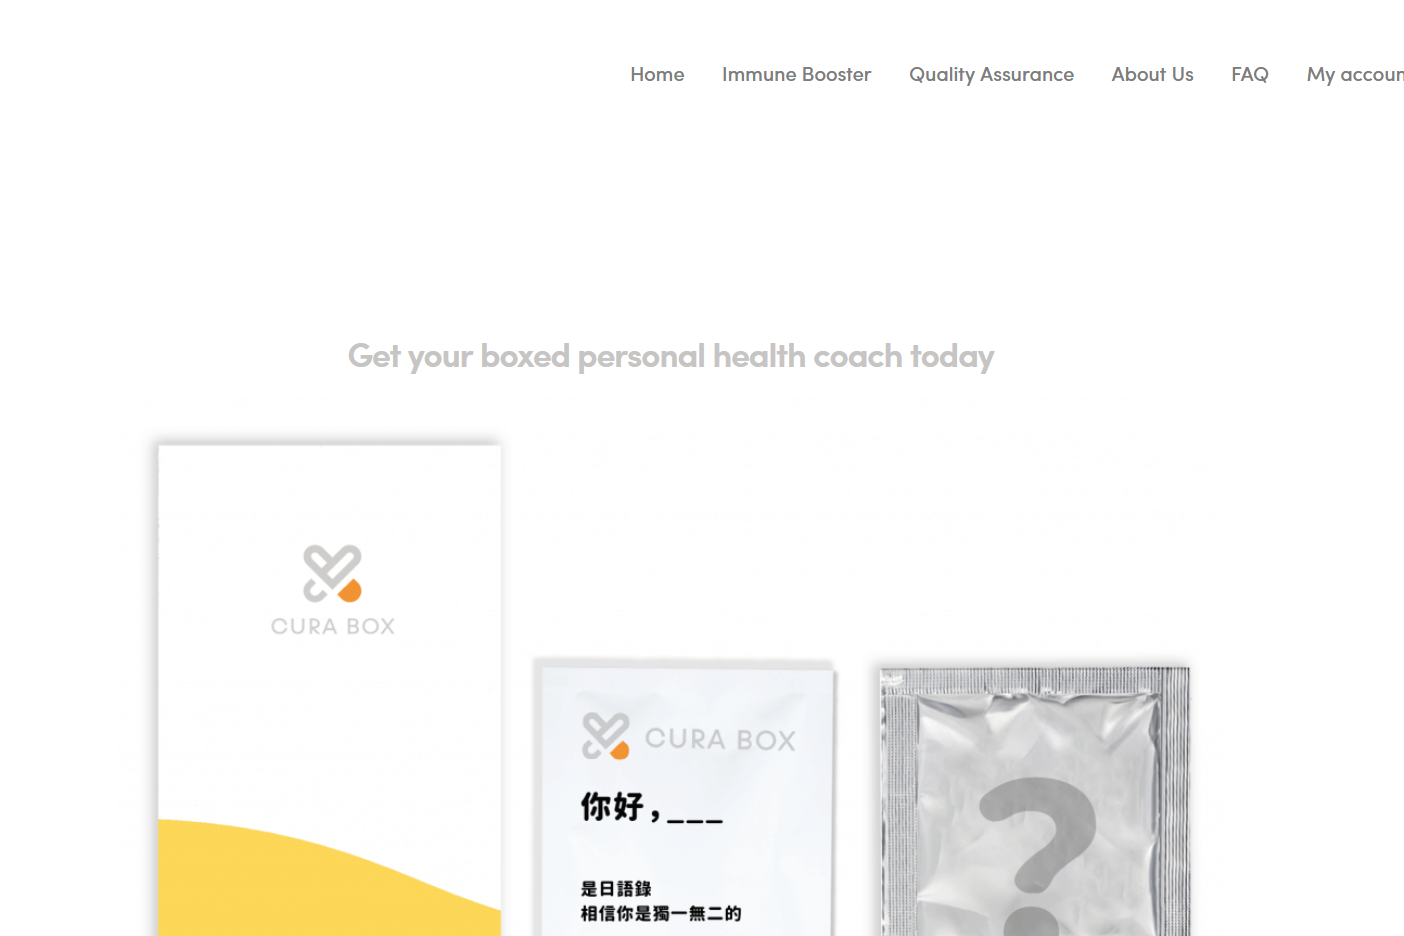 Home Immune Booster Quality Assurance About Us FAQ My accoun
Get your boxed personal health coach today
CURA BOX
CURA BOX
你好,___
是日語錄
相信你是獨一無二的
?